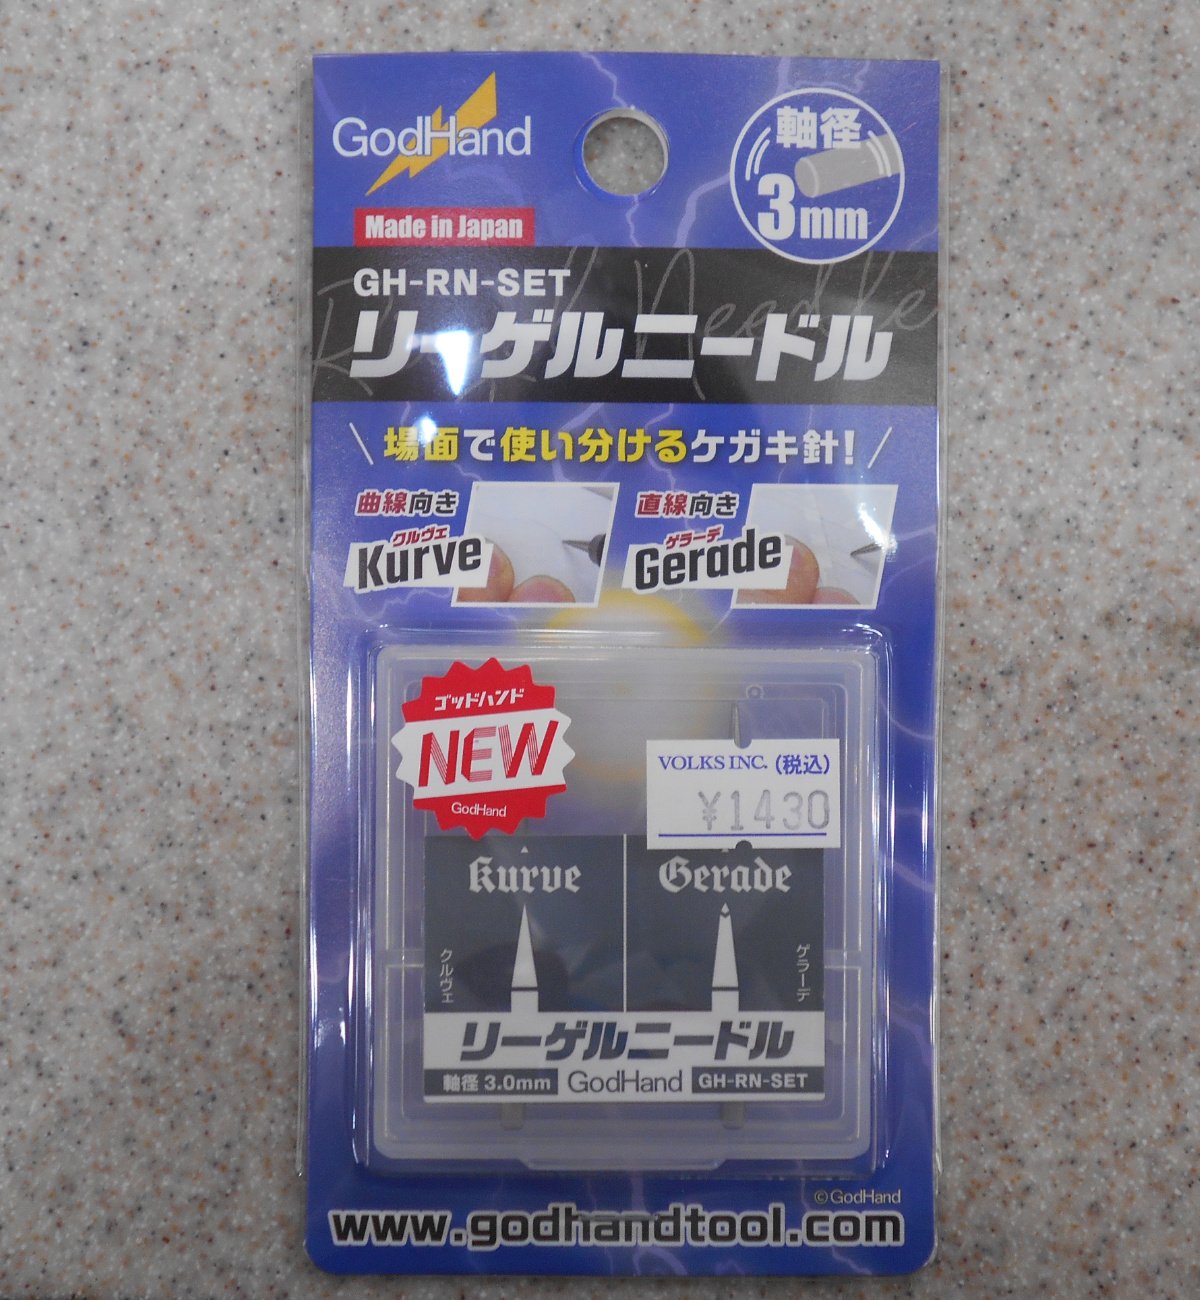 GodHand
軸径
3mm
Made in Japan
GH-RN-SET
リーゲルニードル
\ 場面で使い分けるケガキ針! /
曲線向き
クルヴェ
Kurve
直線向き
ゲラーデ
Gerade
ゴッドハンド
NEW
GodHand
VOLKS INC. (税込)
¥1430
Kurve
クルヴェ
Gerade
ゲラーデ
リーゲルニードル
軸径 3.0mm GodHand GH-RN-SET
©GodHand
www.godhandtool.com